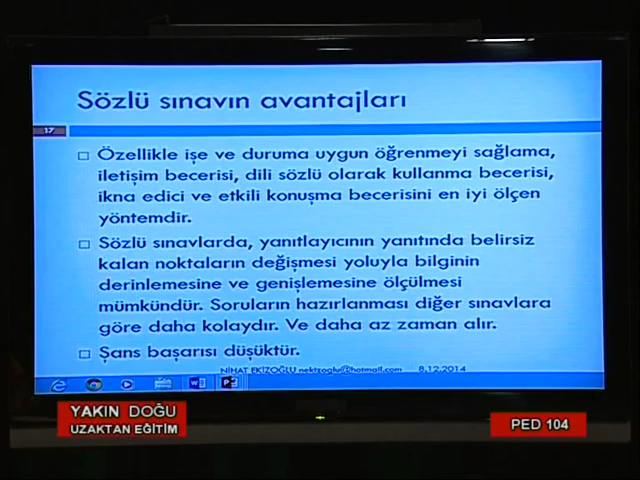 Sözlü sınavın avantajları
17
Özellikle işe ve duruma uygun öğrenmeyi sağlama,
iletişim becerisi, dili sözlü olarak kullanma becerisi,
ikna edici ve etkili konuşma becerisini en iyi ölçen
yöntemdir.
Sözlü sınavlarda, yanıtlayıcının yanıtında belirsiz
kalan noktaların değişmesi yoluyla bilginin
derinlemesine ve genişlemesine ölçülmesi
mümkündür. Soruların hazırlanması diğer sınavlara
göre daha kolaydır. Ve daha az zaman alır.
Şans başarısı düşüktür.
NİHAT EKİZOĞLU nektzoglu@hotmail.com 8.12.2014
YAKIN DOĞU
UZAKTAN EĞİTİM
PED 104